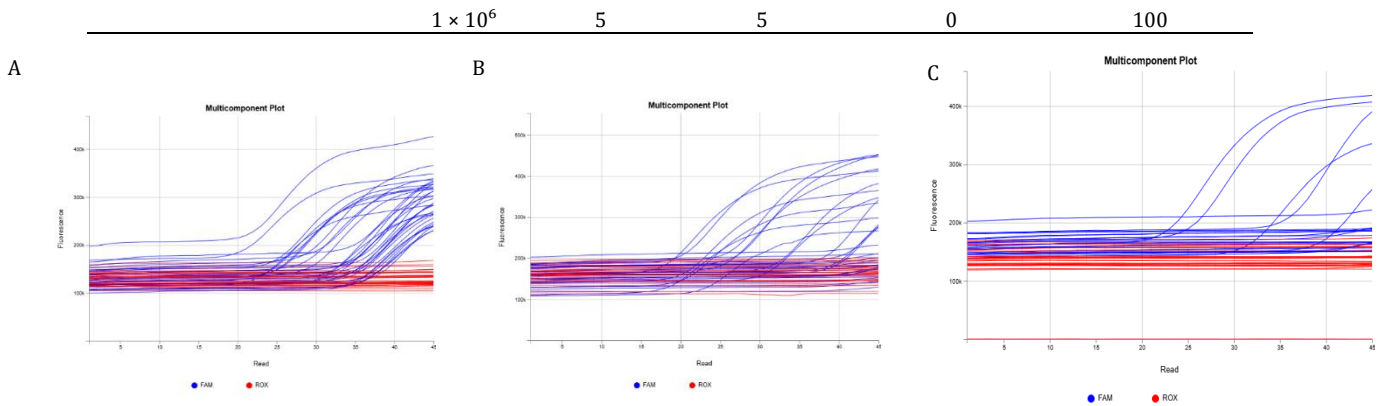 1 × 10⁶ 5 5 0 100
A
Multicomponent Plot
Fluorescence
400k
300k
200k
100k
5 10 15 20 25 30 35 40 45
Read
FAM ROX
B
Multicomponent Plot
Fluorescence
500k
400k
300k
200k
100k
5 10 15 20 25 30 35 40 45
Read
FAM ROX
C
Multicomponent Plot
Fluorescence
400k
300k
200k
100k
5 10 15 20 25 30 35 40 45
Read
FAM ROX